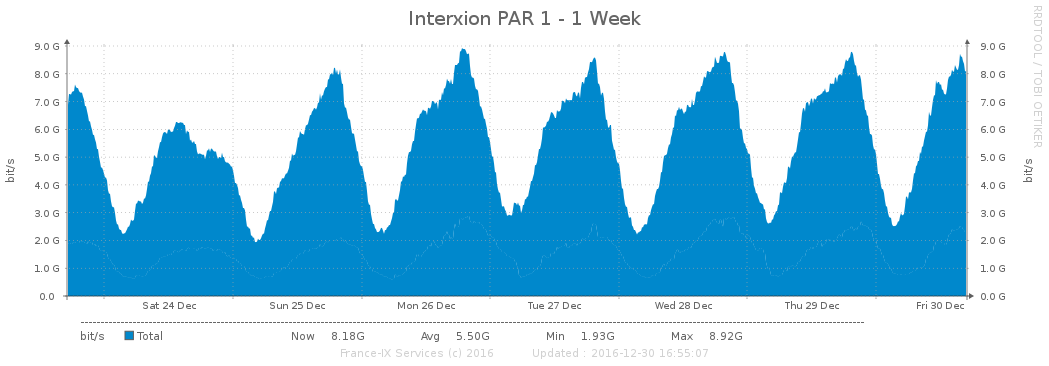 Interxion PAR 1 - 1 Week
RRDTOOL / TOBI OETIKER
bit/s
9.0 G 9.0 G
8.0 G 8.0 G
7.0 G 7.0 G
6.0 G 6.0 G
5.0 G 5.0 G
4.0 G 4.0 G
3.0 G 3.0 G
2.0 G 2.0 G
1.0 G 1.0 G
0.0 0.0 G
bit/s
Sat 24 Dec Sun 25 Dec Mon 26 Dec Tue 27 Dec Wed 28 Dec Thu 29 Dec Fri 30 Dec
bit/s Total Now 8.18G Avg 5.50G Min 1.93G Max 8.92G
France-IX Services (c) 2016 Updated : 2016-12-30 16:55:07